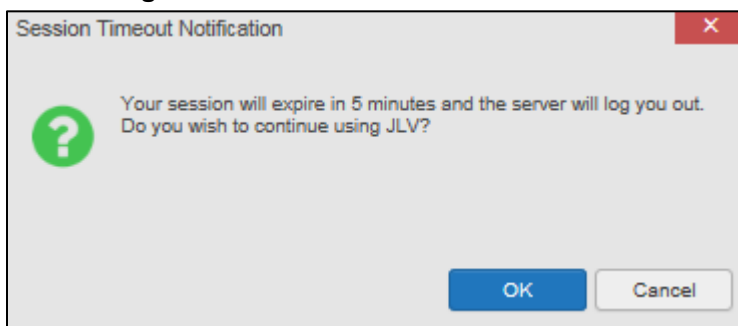 Session Timeout Notification
Your session will expire in 5 minutes and the server will log you out.
Do you wish to continue using JLV?
OK Cancel